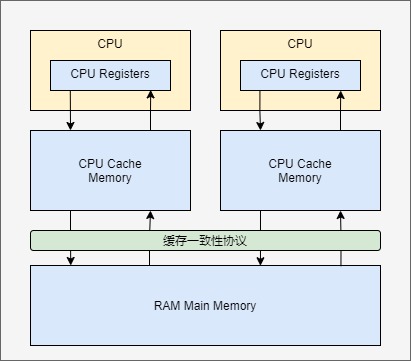 CPU
CPU
CPU Registers
CPU Registers
CPU Cache
Memory
CPU Cache
Memory
缓存一致性协议
RAM Main Memory